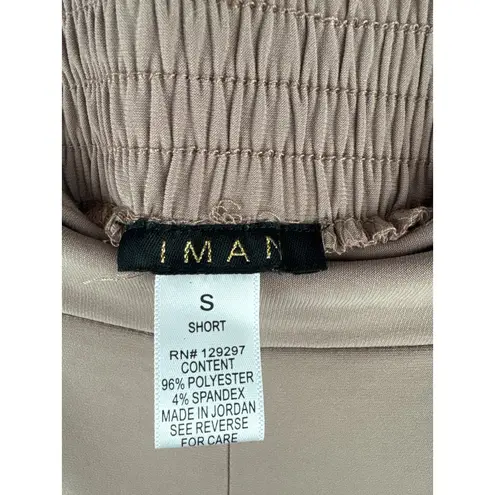 IMAN
S
SHORT
RN# 129297
CONTENT
96% POLYESTER
4% SPANDEX
MADE IN JORDAN
SEE REVERSE
FOR CARE